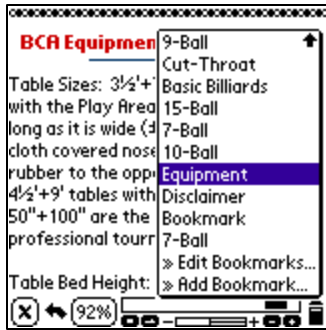 BCA Equipmen
Table Sizes: 3½'+
with the Play Area
long as it is wide (±
cloth covered nose
rubber to the opp
4½'+9' tables with
50"+100" are the
professional tourn
Table Bed Height:
9-Ball
Cut-Throat
Basic Billiards
15-Ball
7-Ball
10-Ball
Equipment
Disclaimer
Bookmark
7-Ball
» Edit Bookmarks...
» Add Bookmark...
92%